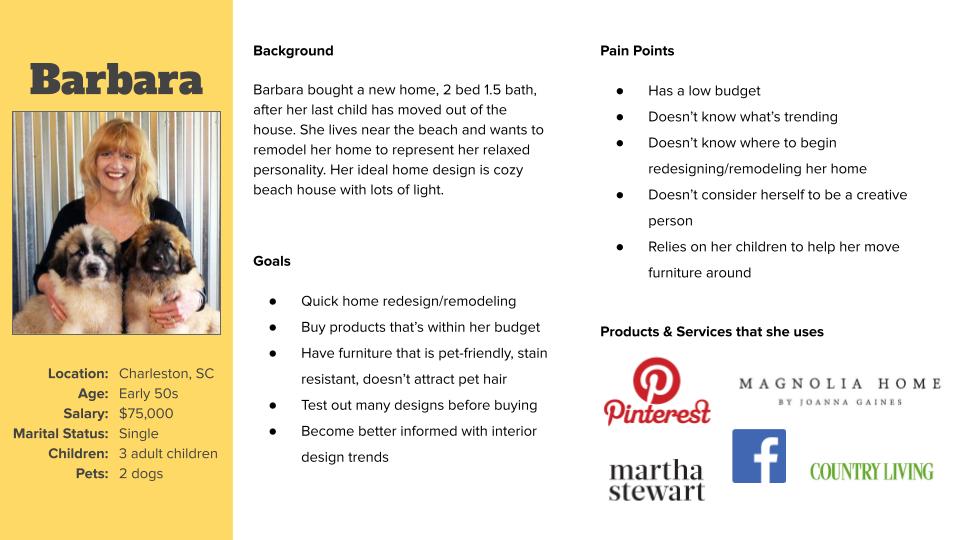 Barbara
Location: Charleston, SC
Age: Early 50s
Salary: $75,000
Marital Status: Single
Children: 3 adult children
Pets: 2 dogs
Background
Barbara bought a new home, 2 bed 1.5 bath,
after her last child has moved out of the
house. She lives near the beach and wants to
remodel her home to represent her relaxed
personality. Her ideal home design is cozy
beach house with lots of light.
Goals
● Quick home redesign/remodeling
● Buy products that’s within her budget
● Have furniture that is pet-friendly, stain
resistant, doesn’t attract pet hair
● Test out many designs before buying
● Become better informed with interior
design trends
Pain Points
● Has a low budget
● Doesn’t know what’s trending
● Doesn’t know where to begin
redesigning/remodeling her home
● Doesn’t consider herself to be a creative
person
● Relies on her children to help her move
furniture around
Products & Services that she uses
Pinterest
MAGNOLIA HOME
BY JOANNA GAINES
martha
stewart
f
COUNTRY LIVING